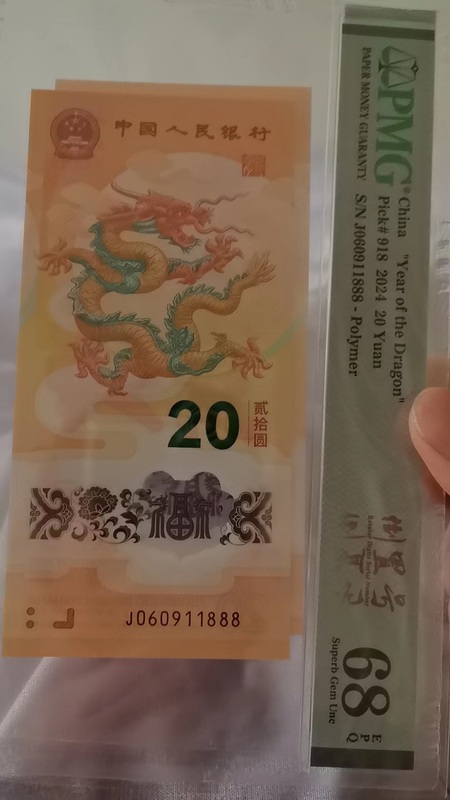 中国人民银行
20
贰拾圆
福
J060911888
PMG
PAPER MONEY GUARANTY
China "Year of the Dragon"
Pick# 918 2024 20 Yuan
S/N J060911888 - Polymer
68
EPQ
Superb Gem Unc